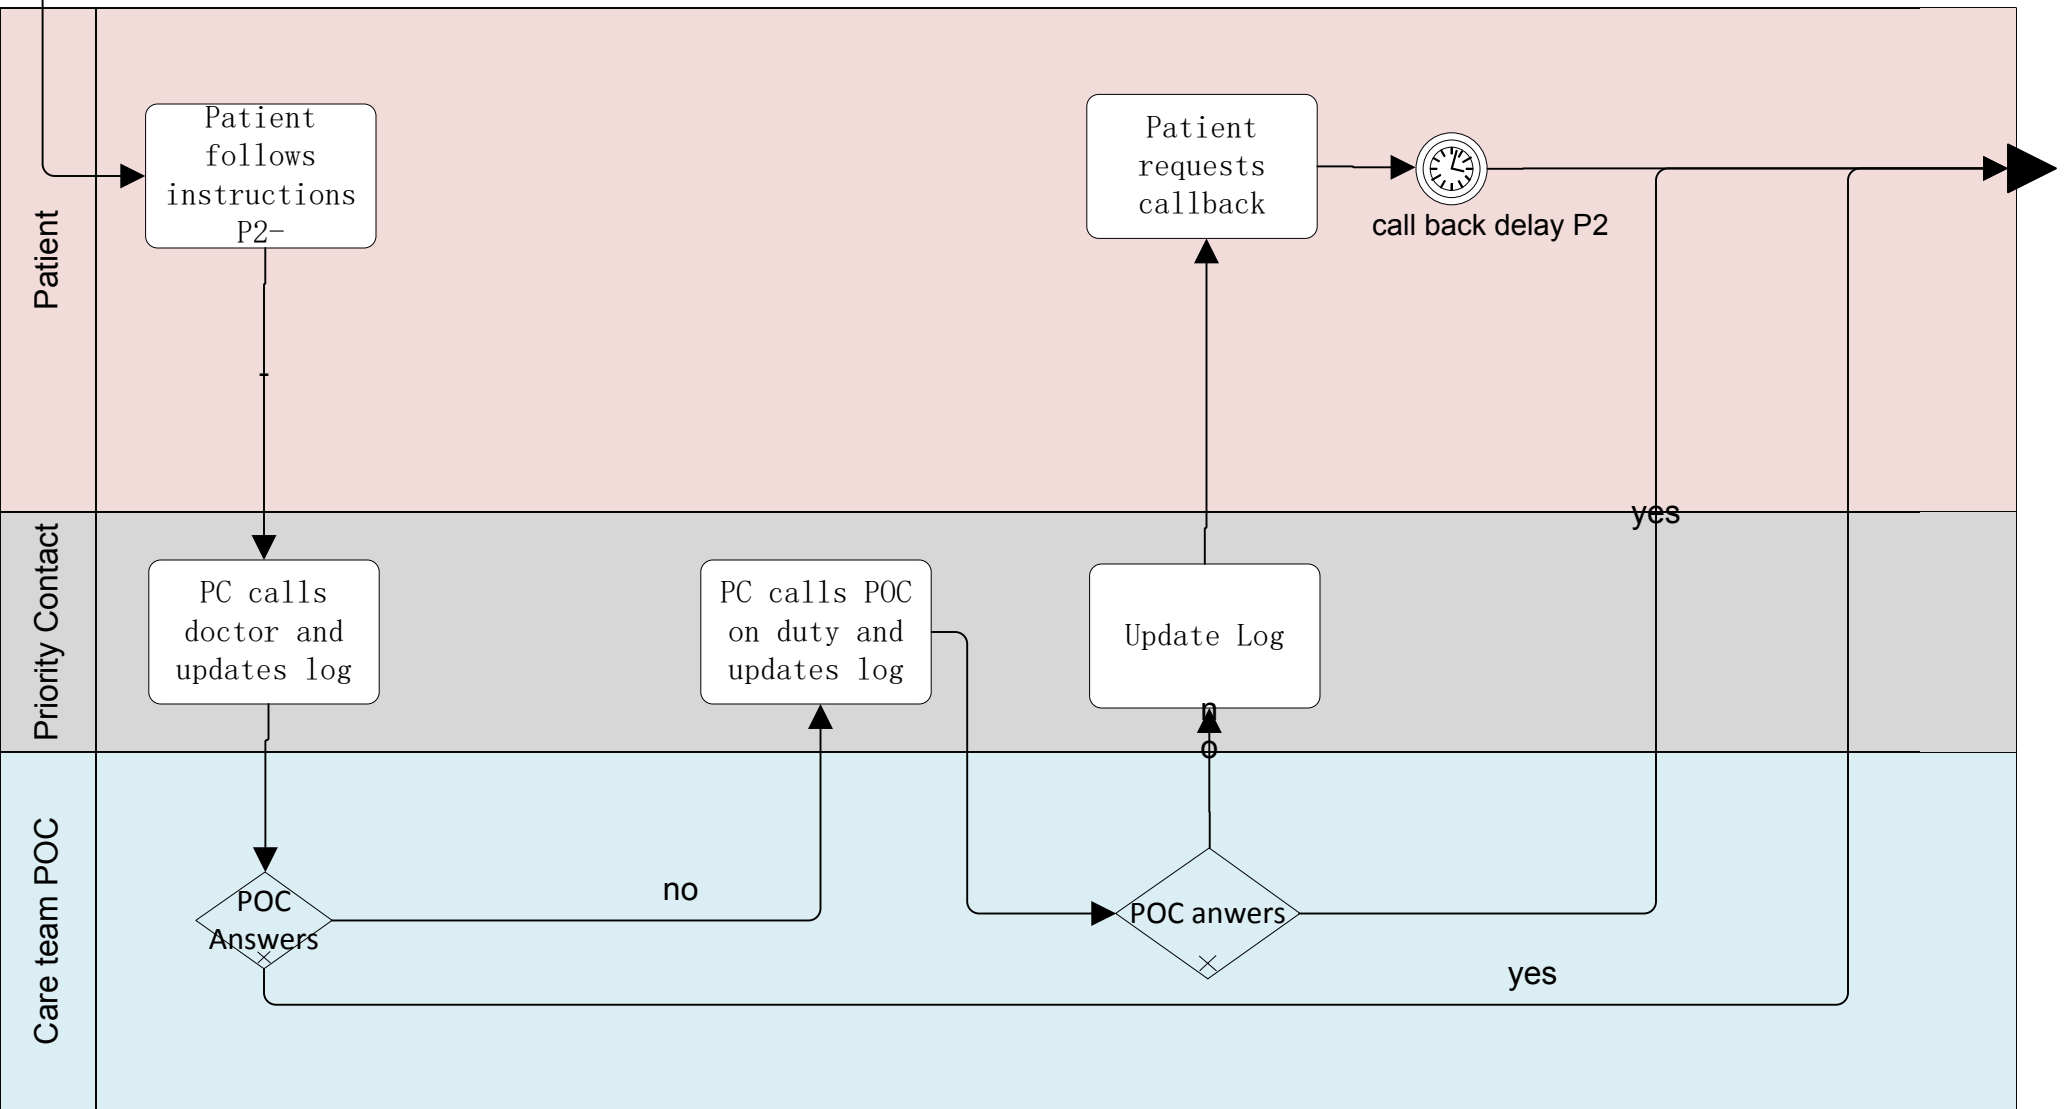 Patient
Patient
follows
instructions
P2-
-
Patient
requests
callback
call back delay P2
yes
Priority Contact
PC calls
doctor and
updates log
PC calls POC
on duty and
updates log
Update Log
n
o
Care team POC
POC
Answers
no
POC anwers
yes